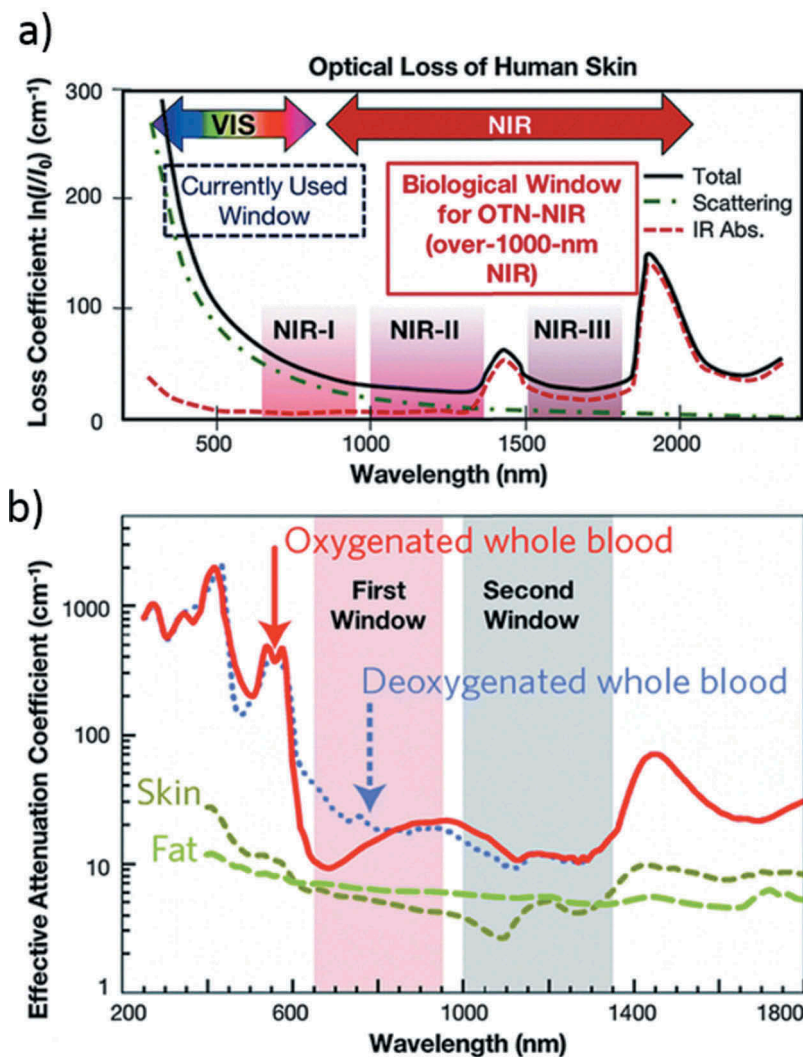 a)
Optical Loss of Human Skin
Loss Coefficient: ln(I/I₀) (cm⁻¹)
300
200
100
0
VIS
NIR
Currently Used
Window
Biological Window
for OTN-NIR
(over-1000-nm
NIR)
Total
Scattering
IR Abs.
NIR-I
NIR-II
NIR-III
500
1000
1500
2000
Wavelength (nm)
b)
Effective Attenuation Coefficient (cm⁻¹)
1000
100
10
1
Oxygenated whole blood
First
Window
Second
Window
Deoxygenated whole blood
Skin
Fat
200
400
600
1000
1400
1800
Wavelength (nm)